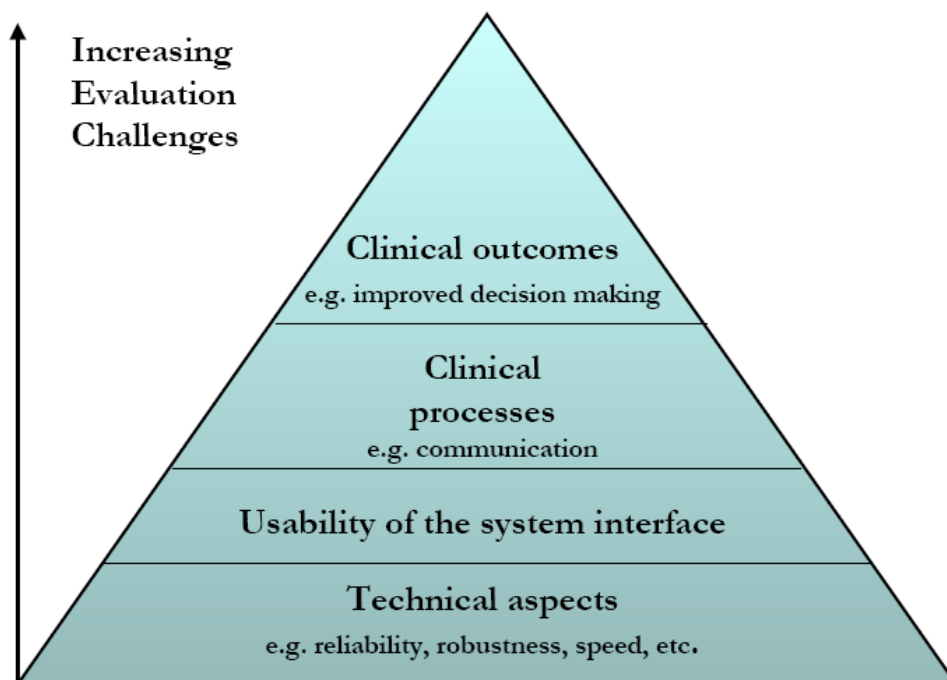 Increasing
Evaluation
Challenges
Clinical outcomes
e.g. improved decision making
Clinical
processes
e.g. communication
Usability of the system interface
Technical aspects
e.g. reliability, robustness, speed, etc.